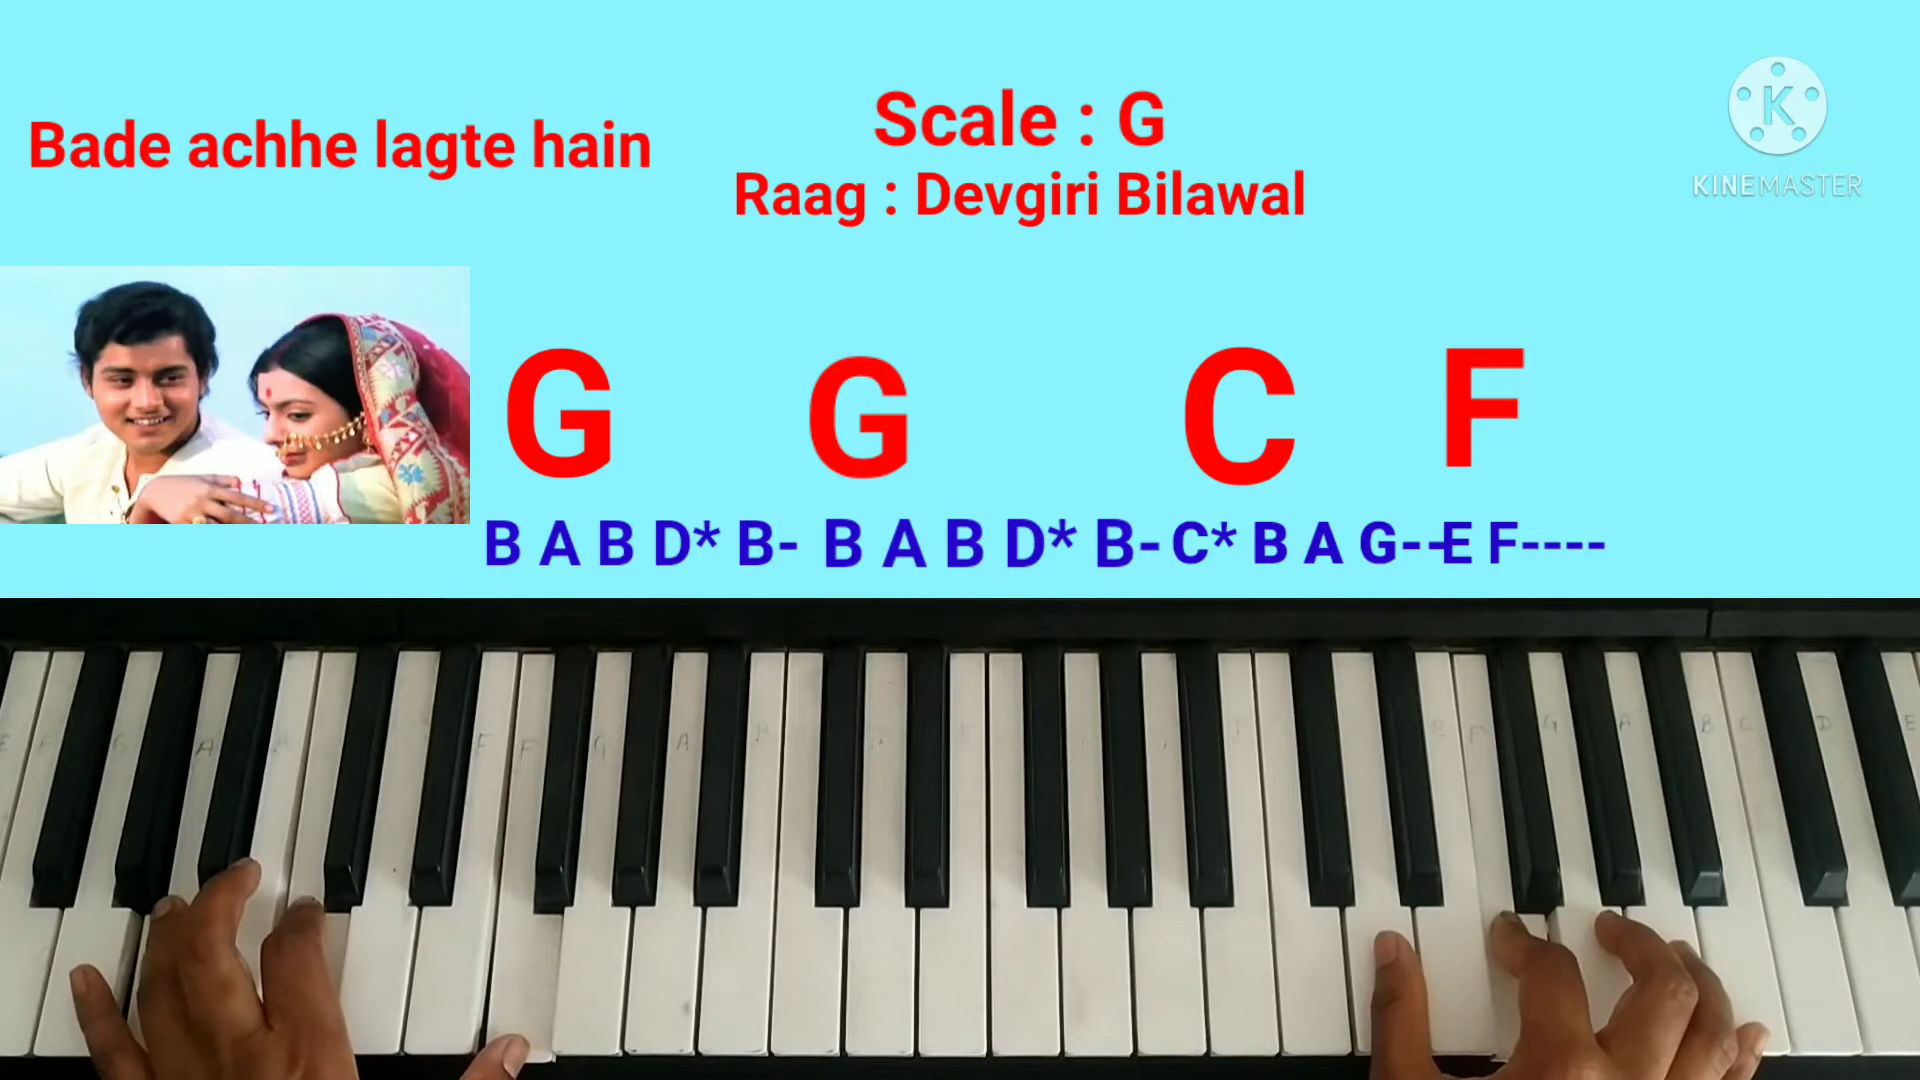 Bade achhe lagte hain
Scale : G
Raag : Devgiri Bilawal
K
KINEMASTER
G G C F
B A B D* B- B A B D* B- C* B A G--E F----
E F G A
F F G A B
E F G A B C D E